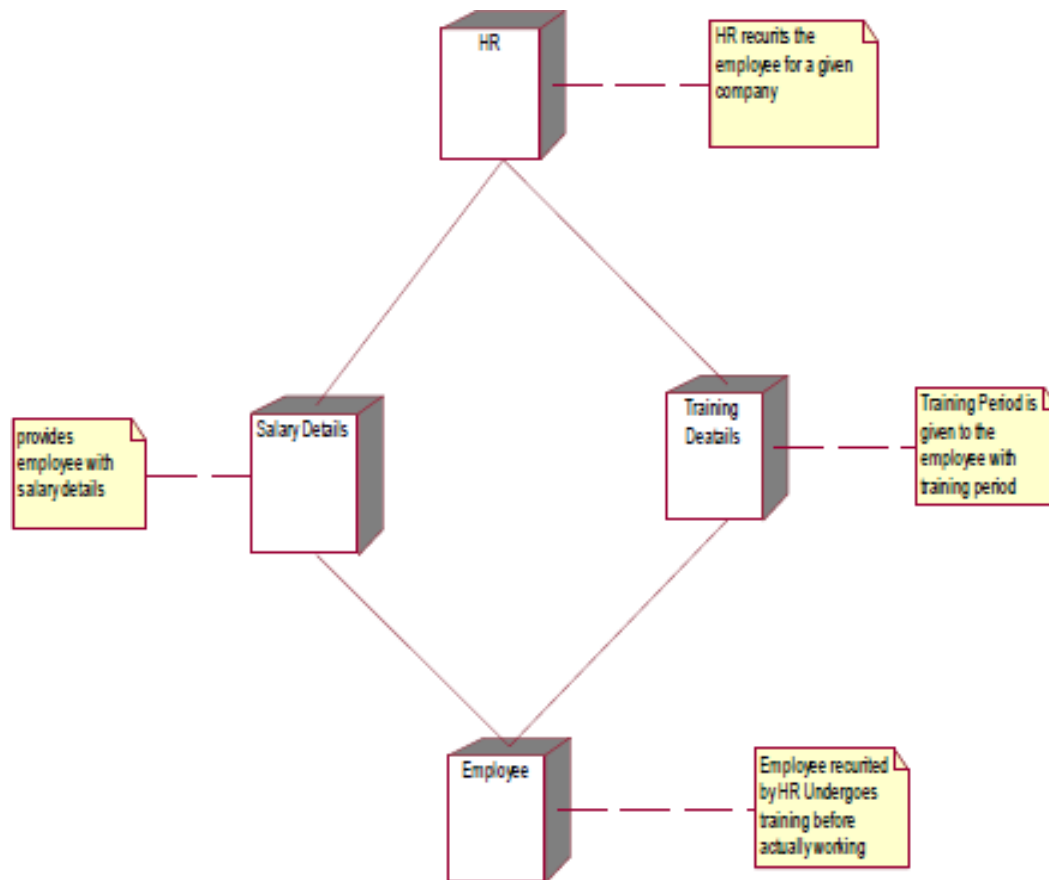 HR
HR recurits the
employee for a given
company
Salary Details
provides
employee with
salary details
Training
Deatails
Training Period is
given to the
employee with
training period
Employee
Employee recurited
by HR Undergoes
training before
actually working